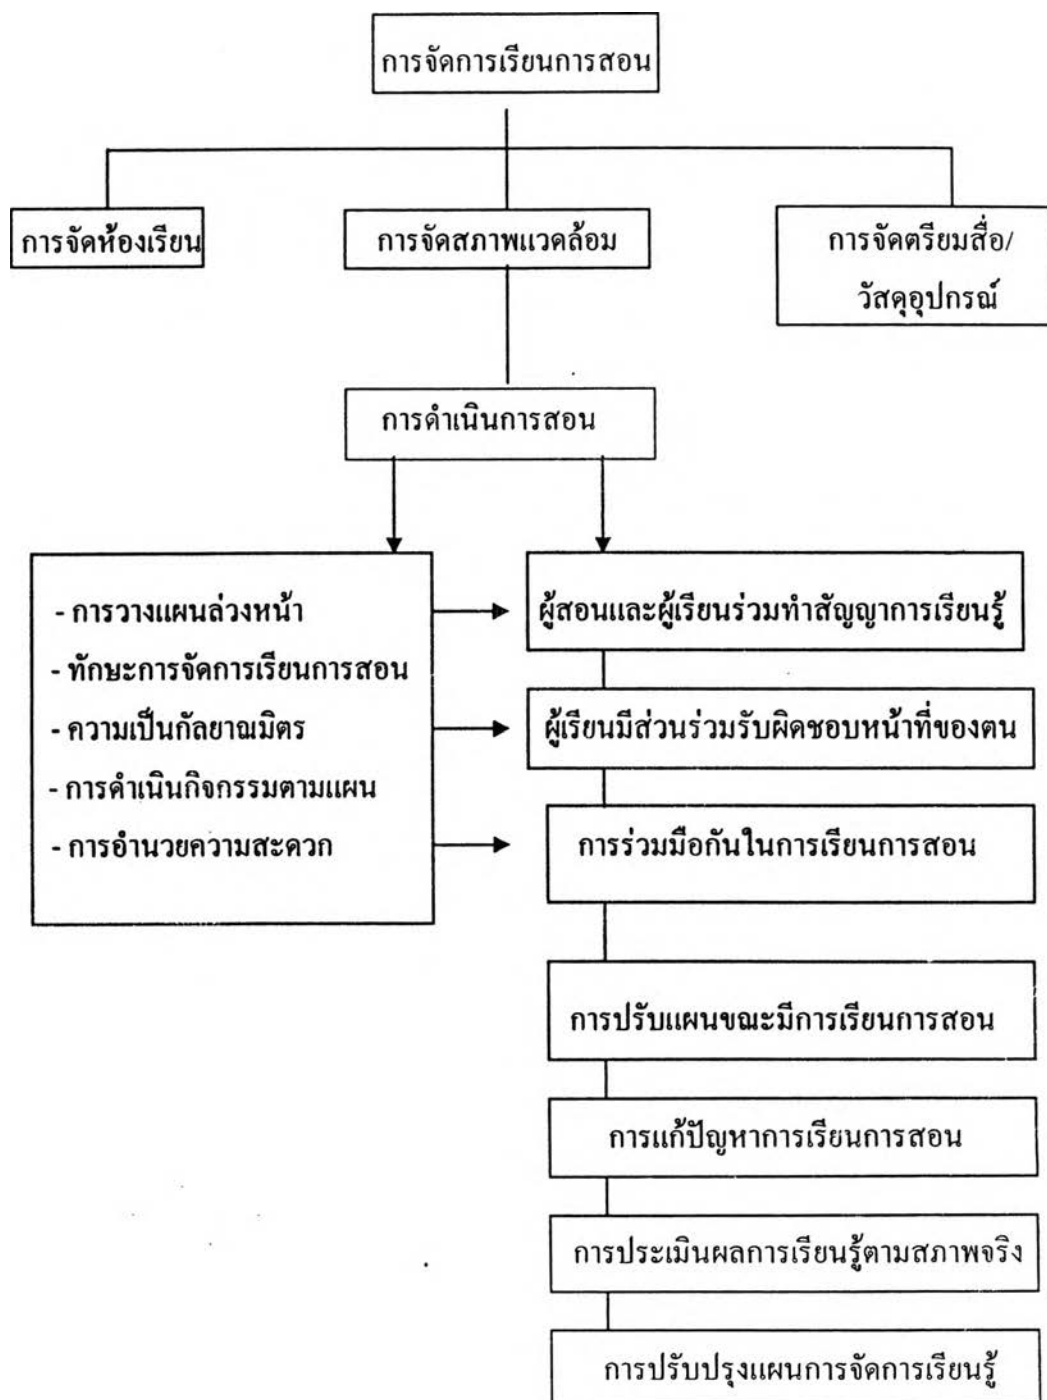 การจัดการเรียนการสอน
การจัดห้องเรียน
การจัดสภาพแวดล้อม
การจัดตรียมสื่อ/
วัสดุอุปกรณ์
การดำเนินการสอน
- การวางแผนล่วงหน้า
- ทักษะการจัดการเรียนการสอน
- ความเป็นกัลยาณมิตร
- การดำเนินกิจกรรมตามแผน
- การอำนวยความสะดวก
ผู้สอนและผู้เรียนร่วมทำสัญญาการเรียนรู้
ผู้เรียนมีส่วนร่วมรับผิดชอบหน้าที่ของตน
การร่วมมือกันในการเรียนการสอน
การปรับแผนขณะมีการเรียนการสอน
การแก้ปัญหาการเรียนการสอน
การประเมินผลการเรียนรู้ตามสภาพจริง
การปรับปรุงแผนการจัดการเรียนรู้